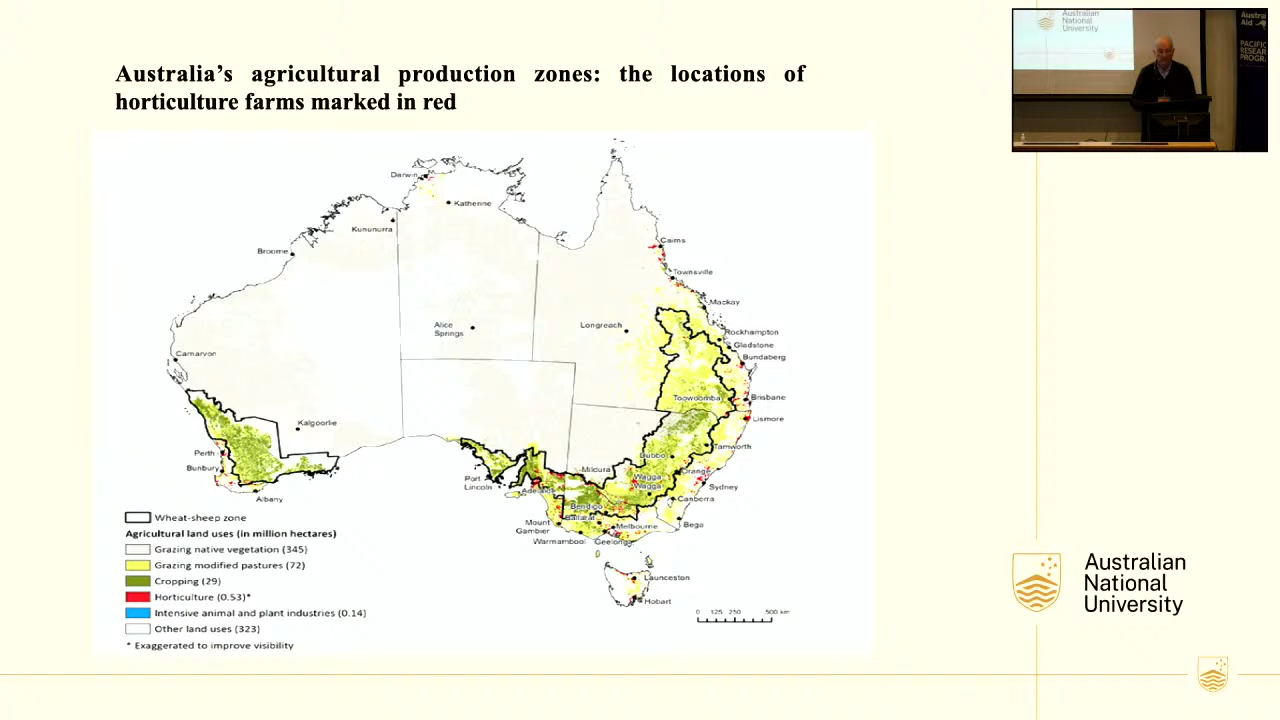 Australia's agricultural production zones: the locations of
horticulture farms marked in red
Australian
National
University
Pacific
Darwin
Katherine
Kununurra
Broome
Cairns
Townsville
Mackay
Alice
Springs
Longreach
Rockhampton
Gladstone
Bundaberg
Carnarvon
Toowoomba
Brisbane
Lismore
Kalgoorlie
Tamworth
Perth
Dubbo
Bunbury
Mildura
Orange
Port
Lincoln
Wagga
Wagga
Sydney
Adelaide
Albany
Canberra
Bendigo
Ballarat
Mount
Gambier
Melbourne
Bega
Warrnambool
Geelong
Launceston
Hobart
Wheat-sheep zone
Agricultural land uses (in million hectares)
Grazing native vegetation (345)
Grazing modified pastures (72)
Cropping (29)
Horticulture (0.53)*
Intensive animal and plant industries (0.14)
Other land uses (323)
* Exaggerated to improve visibility
0 125 250 500 km
Australian
National
University